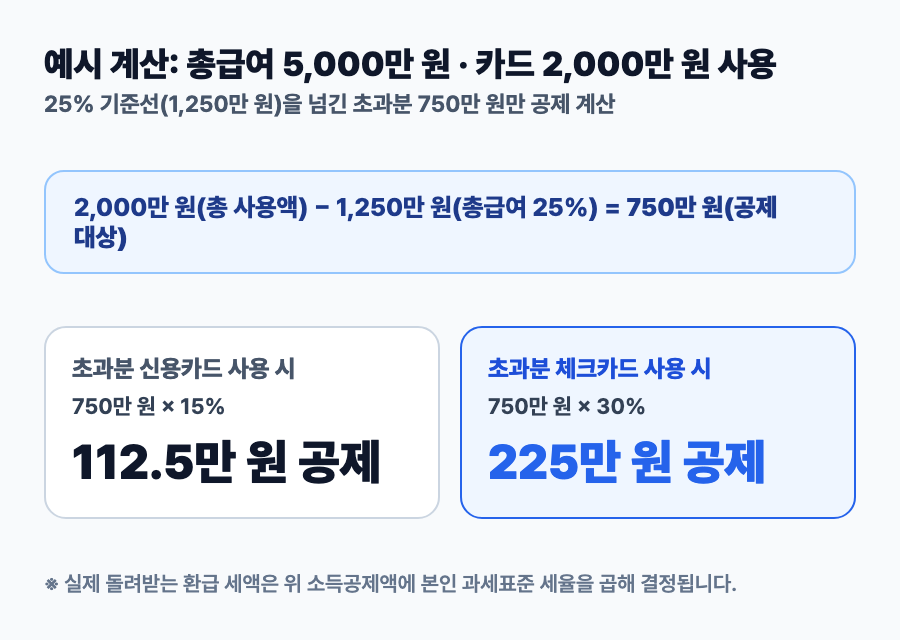 예시 계산: 총급여 5,000만 원 · 카드 2,000만 원 사용
25% 기준선(1,250만 원)을 넘긴 초과분 750만 원만 공제 계산
2,000만 원(총 사용액) − 1,250만 원(총급여 25%) = 750만 원(공제
대상)
초과분 신용카드 사용 시
750만 원 × 15%
112.5만 원 공제
초과분 체크카드 사용 시
750만 원 × 30%
225만 원 공제
※ 실제 돌려받는 환급 세액은 위 소득공제액에 본인 과세표준 세율을 곱해 결정됩니다.